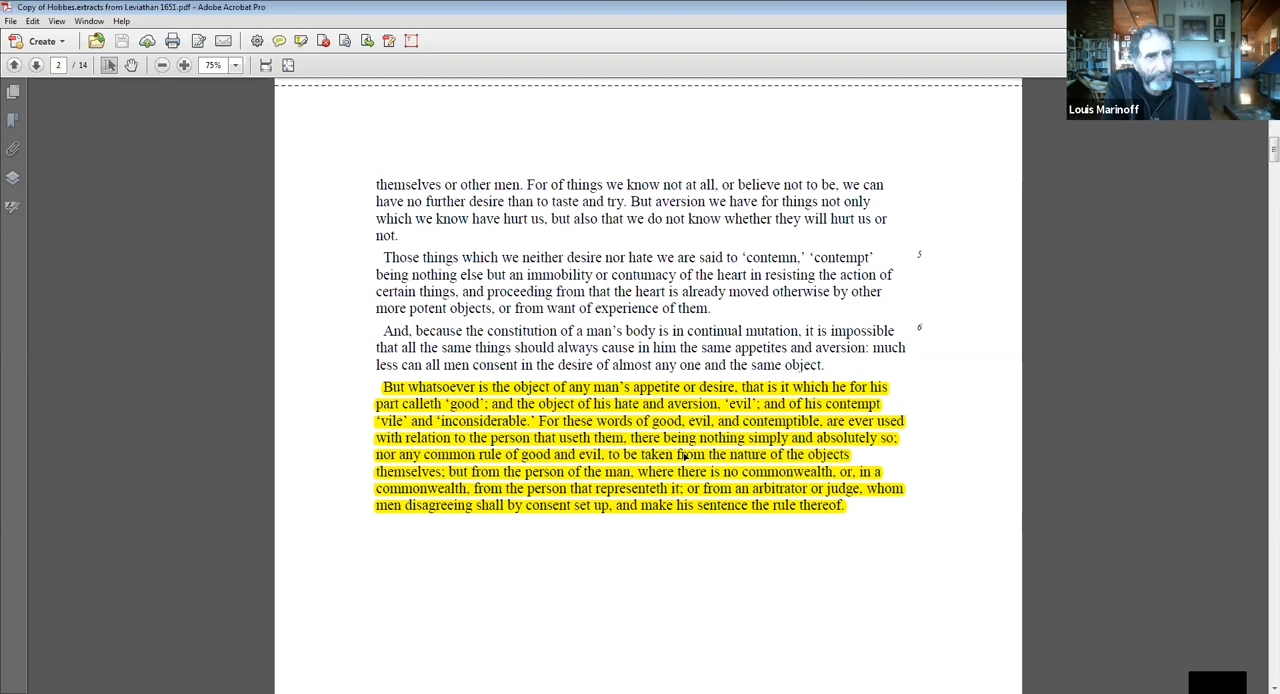 Copy of Hobbes.extracts from Leviathan 1651.pdf - Adobe Acrobat Pro
File Edit View Window Help
Create
2 / 14 75%
Louis Marinoff
themselves or other men. For of things we know not at all, or believe not to be, we can
have no further desire than to taste and try. But aversion we have for things not only
which we know have hurt us, but also that we do not know whether they will hurt us or
not.
Those things which we neither desire nor hate we are said to ‘contemn,’ ‘contempt’ 5
being nothing else but an immobility or contumacy of the heart in resisting the action of
certain things, and proceeding from that the heart is already moved otherwise by other
more potent objects, or from want of experience of them.
And, because the constitution of a man’s body is in continual mutation, it is impossible 6
that all the same things should always cause in him the same appetites and aversion: much
less can all men consent in the desire of almost any one and the same object.
But whatsoever is the object of any man’s appetite or desire, that is it which he for his
part calleth ‘good’; and the object of his hate and aversion, ‘evil’; and of his contempt
‘vile’ and ‘inconsiderable.’ For these words of good, evil, and contemptible, are ever used
with relation to the person that useth them, there being nothing simply and absolutely so;
nor any common rule of good and evil, to be taken from the nature of the objects
themselves; but from the person of the man, where there is no commonwealth, or, in a
commonwealth, from the person that representeth it; or from an arbitrator or judge, whom
men disagreeing shall by consent set up, and make his sentence the rule thereof.